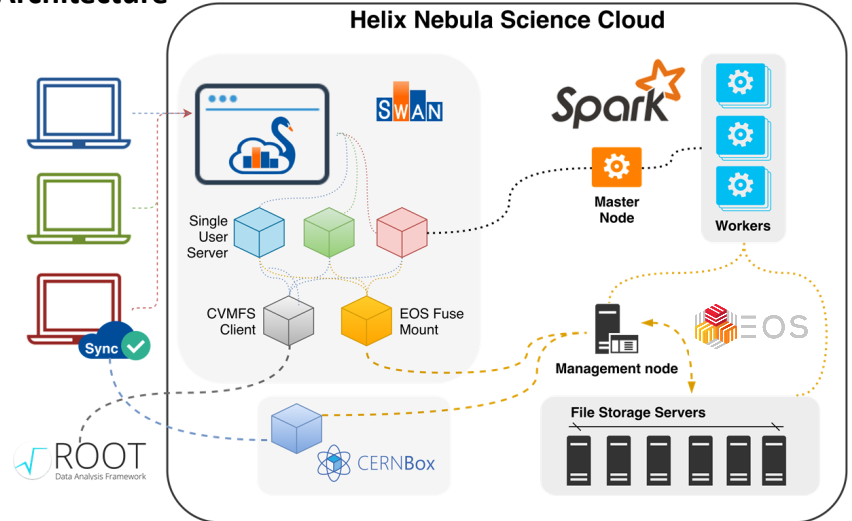 Architecture
Helix Nebula Science Cloud
SWAN
Spark
Master
Node
Workers
Single
User
Server
CVMFS
Client
EOS Fuse
Mount
EOS
Management node
Sync
File Storage Servers
ROOT
Data Analysis Framework
CERNBox